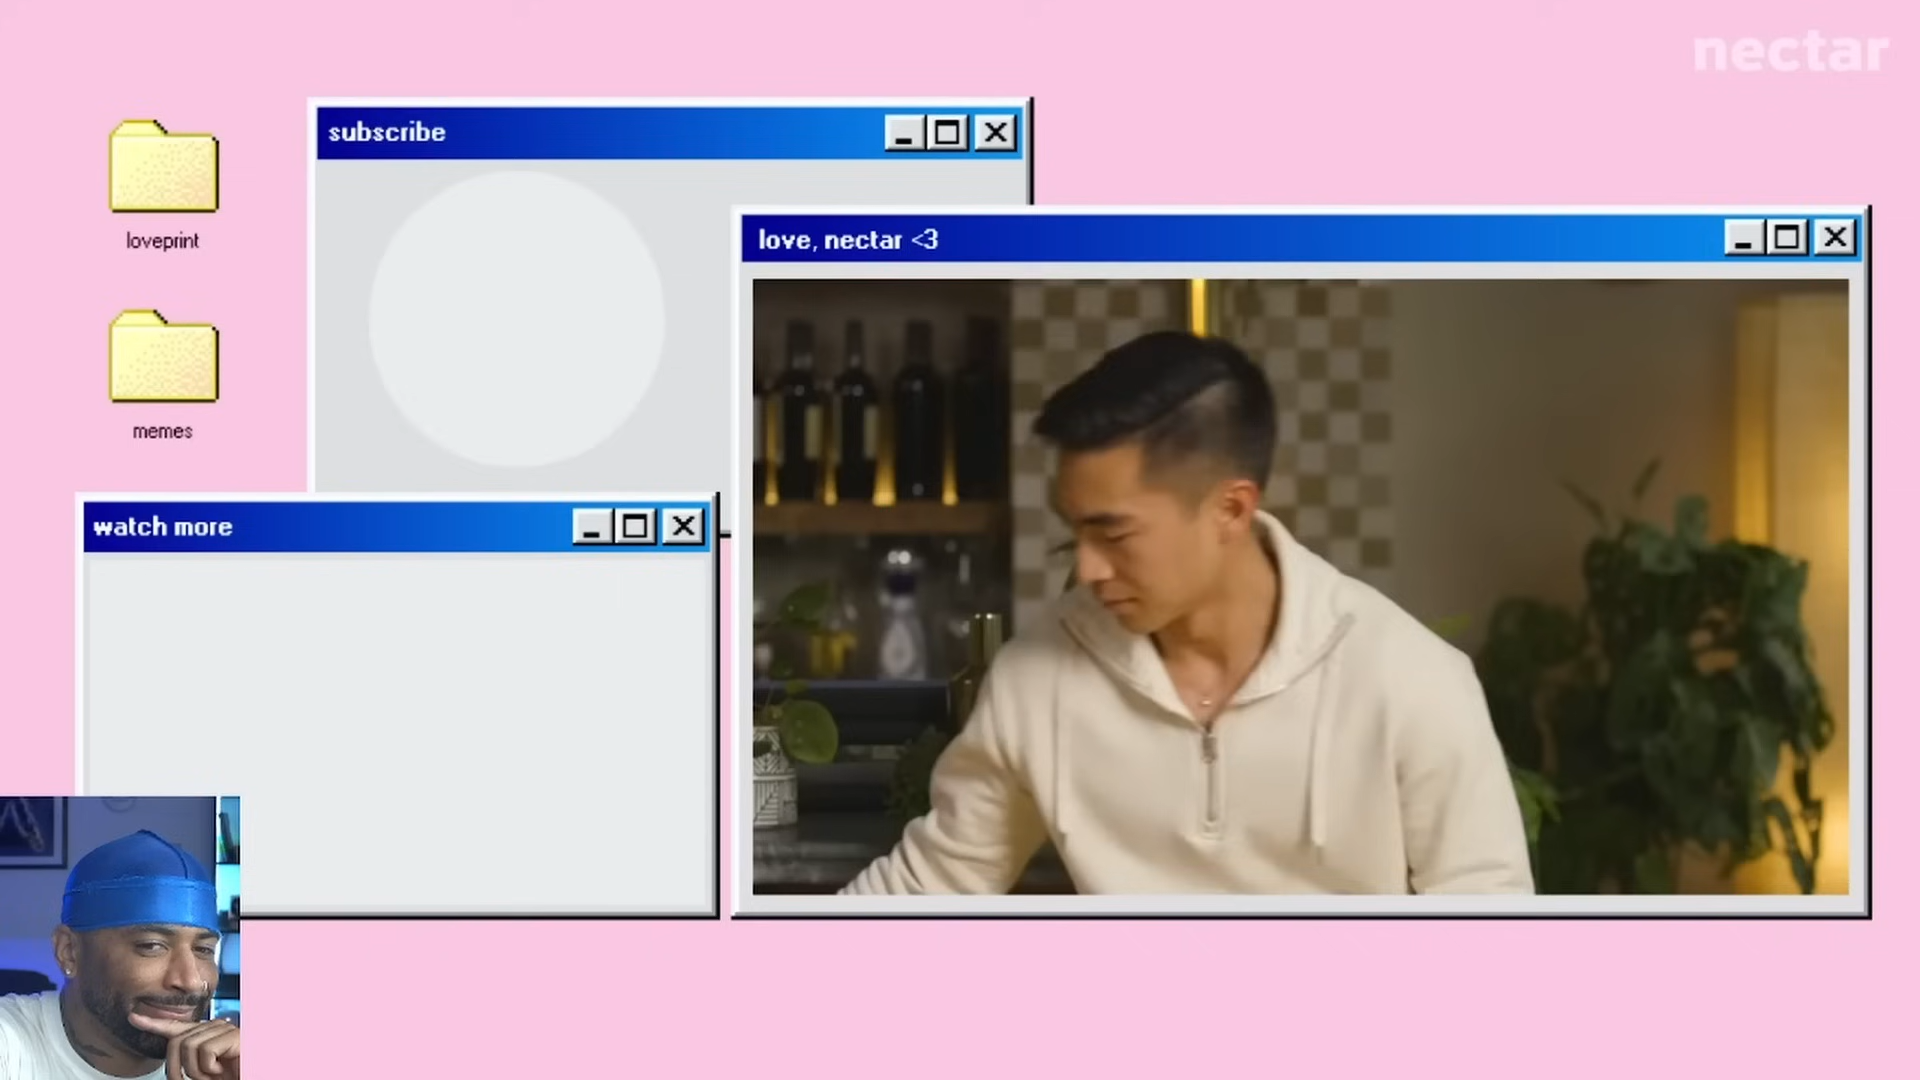 nectar
subscribe
loveprint
love, nectar <3
memes
watch more